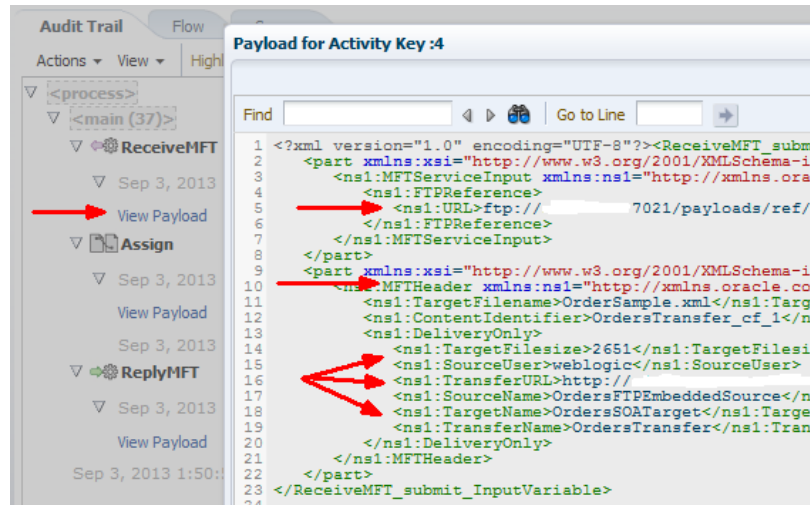 Audit Trail
Flow
Actions View Highl
<process>
<main (37)>
ReceiveMFT
Sep 3, 2013
View Payload
Assign
Sep 3, 2013
View Payload
Sep 3, 2013
ReplyMFT
Sep 3, 2013
View Payload
Sep 3, 2013 1:50:
Payload for Activity Key :4
Find Go to Line
1 <?xml version="1.0" encoding="UTF-8"?><ReceiveMFT_subm
2 <part xmlns:xsi="http://www.w3.org/2001/XMLSchema-i
3 <ns1:MFTServiceInput xmlns:ns1="http://xmlns.ora
4 <ns1:FTPReference>
5 <ns1:URL>ftp:// 7021/payloads/ref/
6 </ns1:FTPReference>
7 </ns1:MFTServiceInput>
8 </part>
9 <part xmlns:xsi="http://www.w3.org/2001/XMLSchema-i
10 <ns1:MFTHeader xmlns:ns1="http://xmlns.oracle.co
11 <ns1:TargetFilename>OrderSample.xml</ns1:Targ
12 <ns1:ContentIdentifier>OrdersTransfer_cf_1</n
13 <ns1:DeliveryOnly>
14 <ns1:TargetFilesize>2651</ns1:TargetFilesi
15 <ns1:SourceUser>weblogic</ns1:SourceUser>
16 <ns1:TransferURL>http://
17 <ns1:SourceName>OrdersFTPEmbeddedSource</n
18 <ns1:TargetName>OrdersSOATarget</ns1:Targe
19 <ns1:TransferName>OrdersTransfer</ns1:Tran
20 </ns1:DeliveryOnly>
21 </ns1:MFTHeader>
22 </part>
23 </ReceiveMFT_submit_InputVariable>
24